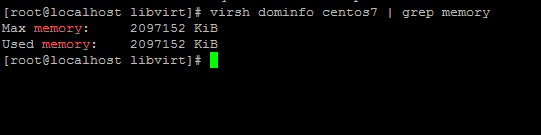 [root@localhost libvirt]# virsh dominfo centos7 | grep memory
Max memory:     2097152 KiB
Used memory:    2097152 KiB
[root@localhost libvirt]#